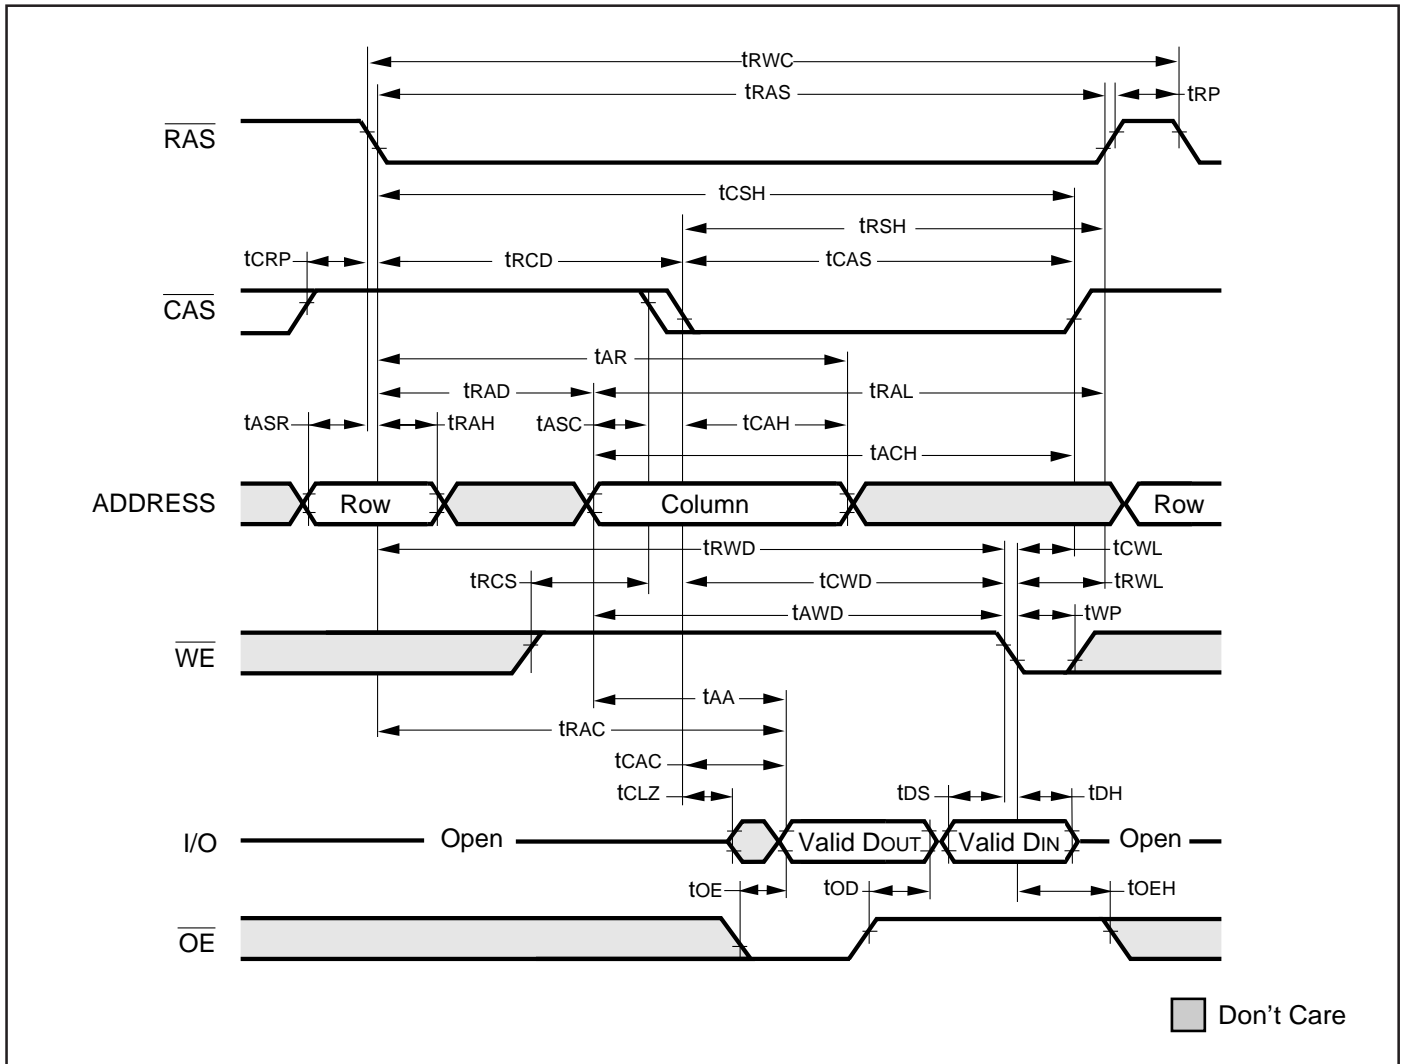 tRWC
tRAS
tRP
RAS
tCSH
tRSH
tCRP
tRCD
tCAS
CAS
tAR
tRAD
tRAL
tASR
tRAH
tASC
tCAH
tACH
ADDRESS
Row
Column
Row
tRWD
tCWL
tRCS
tCWD
tRWL
tAWD
tWP
WE
tAA
tRAC
tCAC
tCLZ
tDS
tDH
I/O
Open
Valid DOUT
Valid DIN
Open
tOE
tOD
tOEH
OE
Don't Care